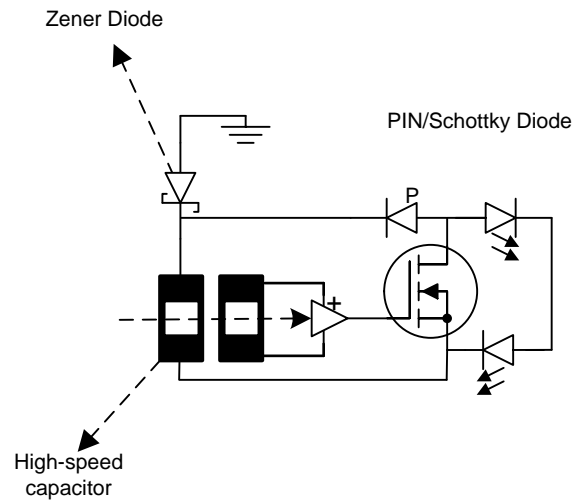 Zener Diode
PIN/Schottky Diode
P
+
High-speed
capacitor